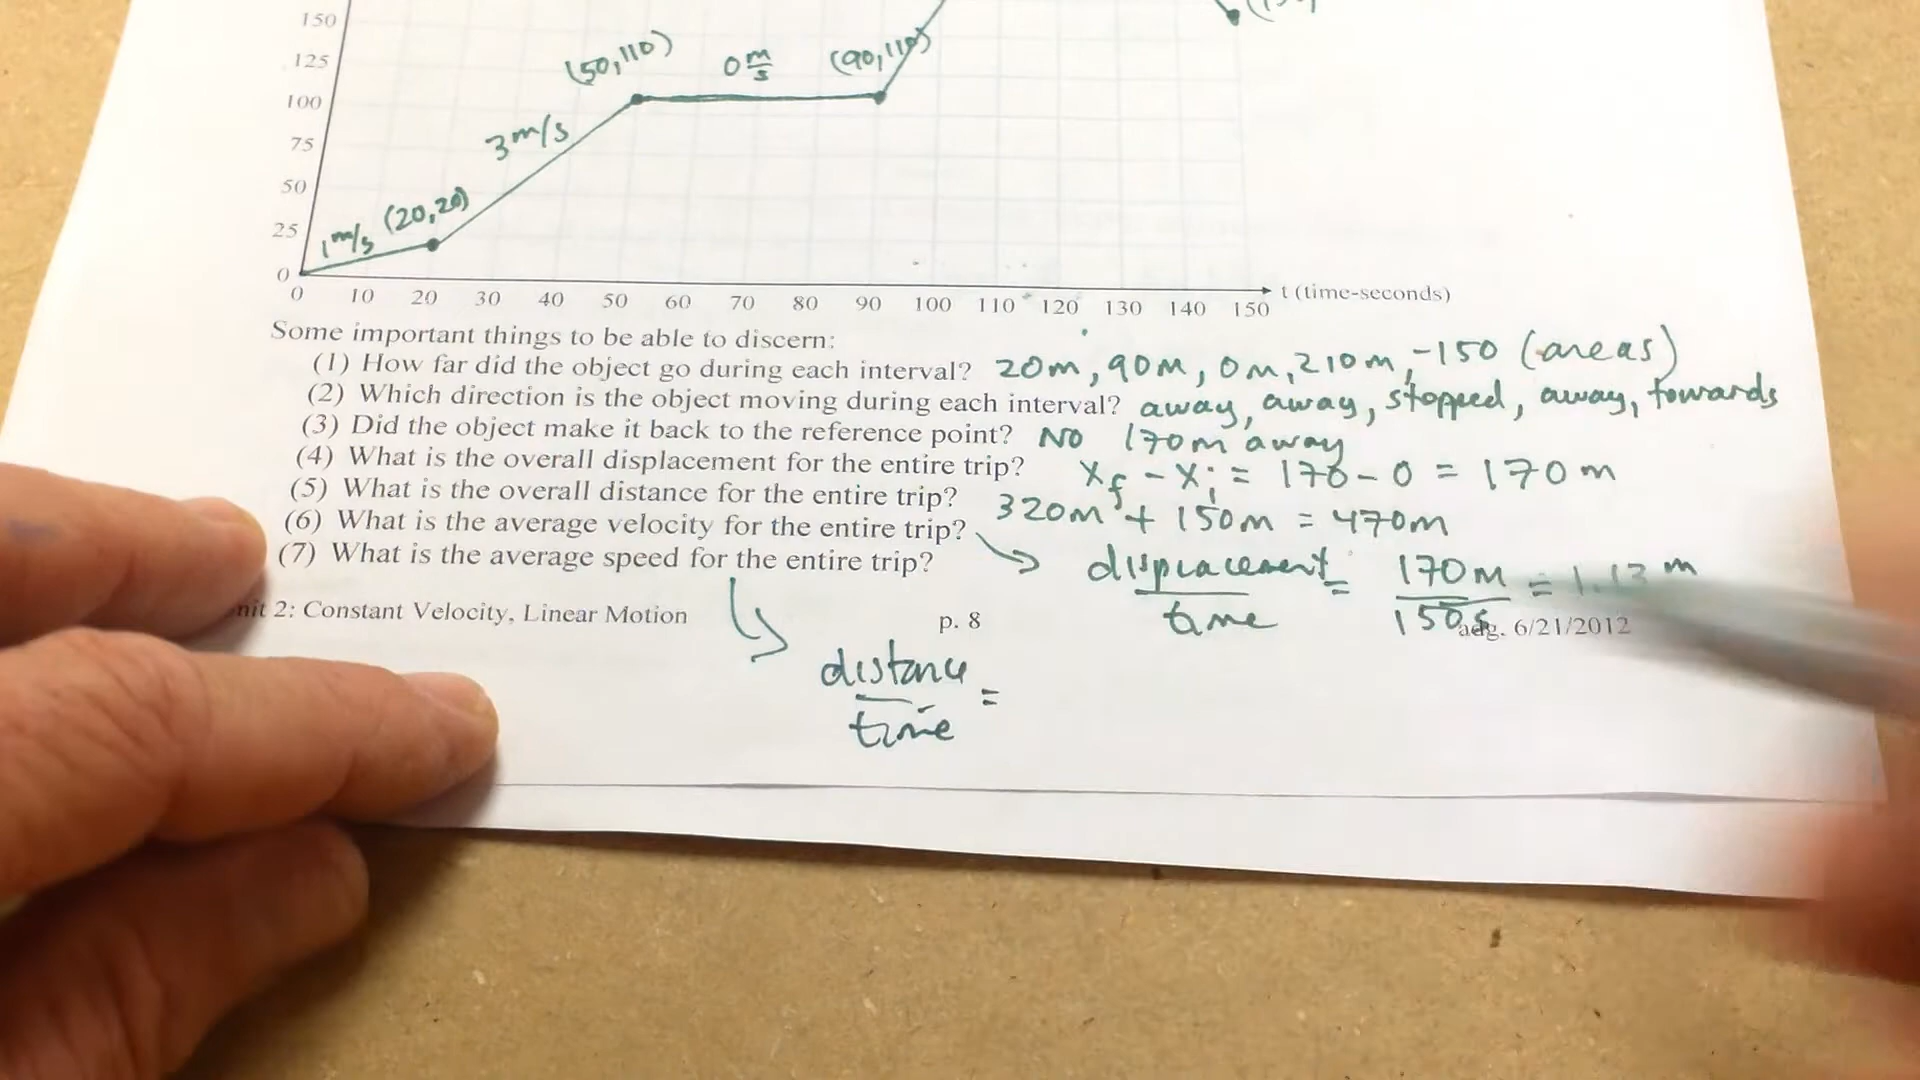 150
125
(50,110) 0 m/s (90,110)
100
3 m/s
75
50
(20,20)
25
1 m/s
0
0 10 20 30 40 50 60 70 80 90 100 110 120 130 140 150
t (time-seconds)
Some important things to be able to discern:
(1) How far did the object go during each interval? 20m, 90m, 0m, 210m, -150 (areas)
(2) Which direction is the object moving during each interval? away, away, stopped, away, towards
(3) Did the object make it back to the reference point? No 170m away
(4) What is the overall displacement for the entire trip? xf - xi = 170 - 0 = 170 m
(5) What is the overall distance for the entire trip? 320m + 150m = 470m
(6) What is the average velocity for the entire trip?
displacement/time = 170m/150s = 1.13 m
(7) What is the average speed for the entire trip?
nit 2: Constant Velocity, Linear Motion p. 8 adg. 6/21/2012
distance/time =